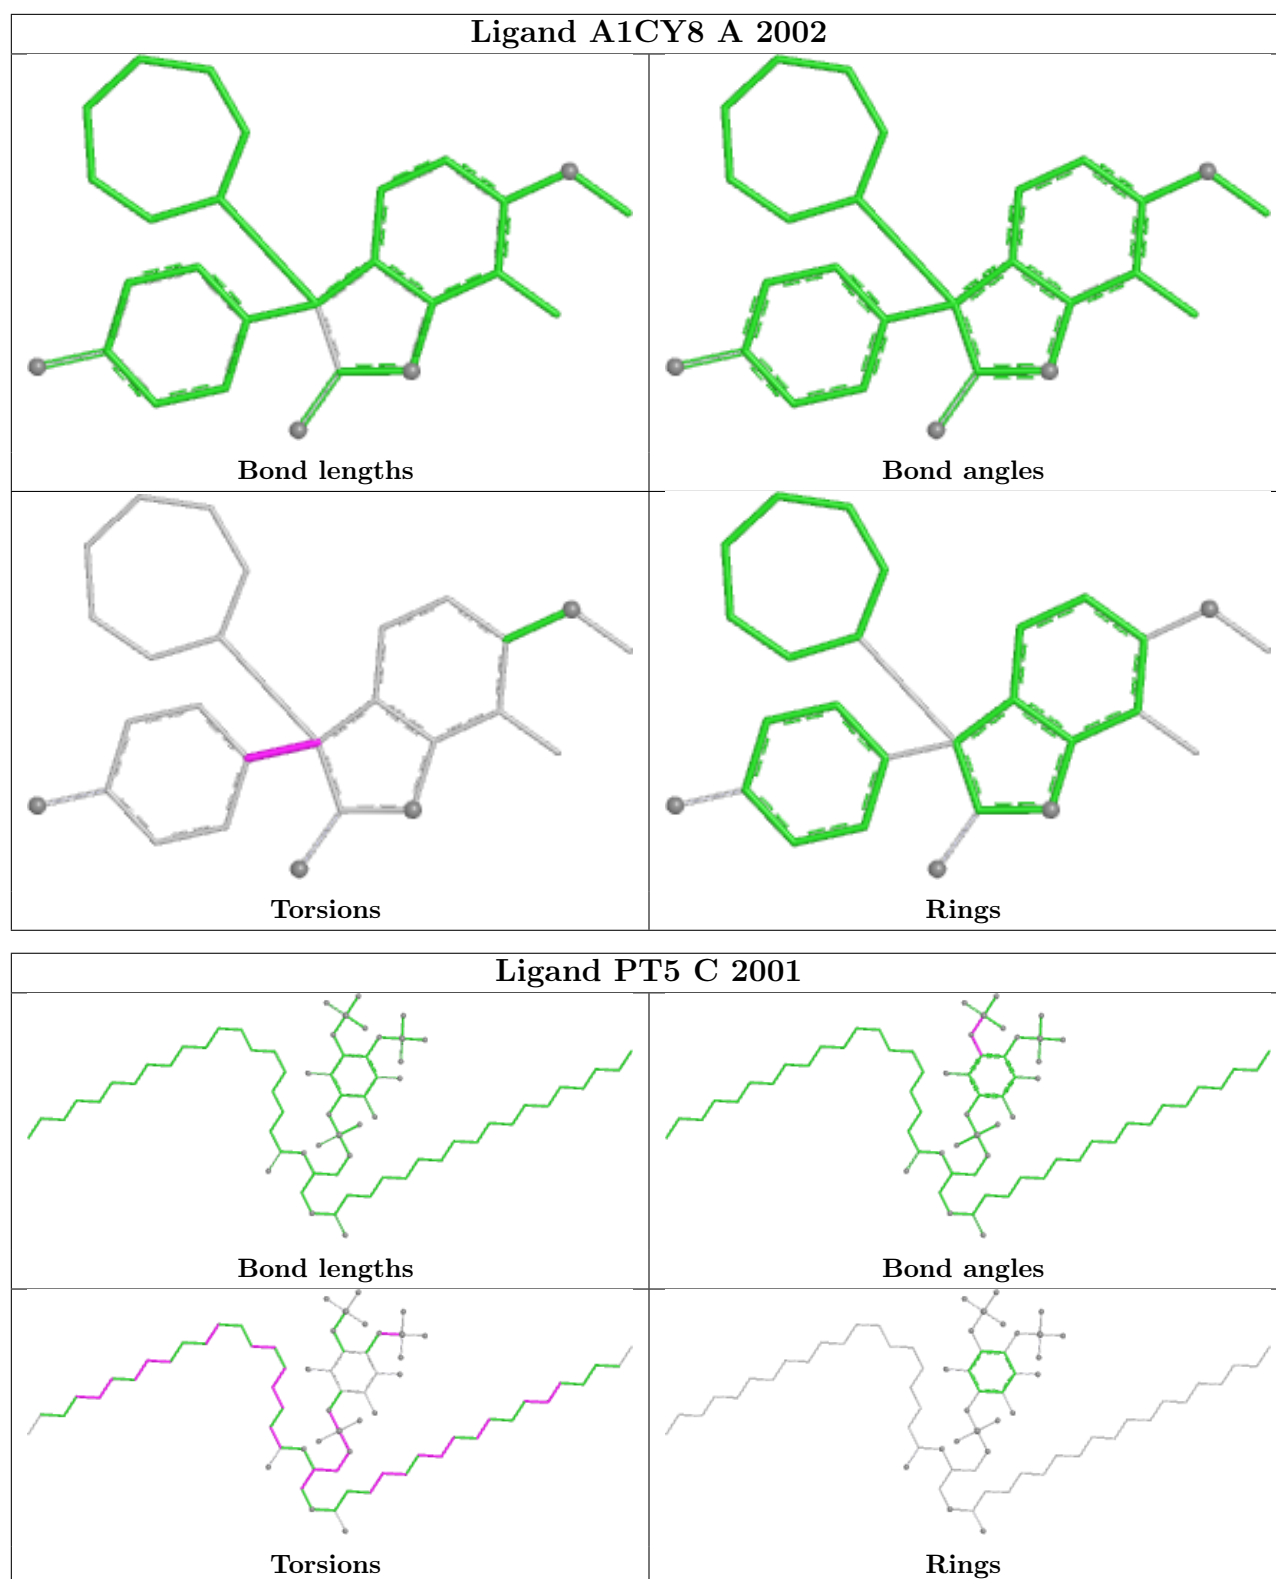 Ligand A1CY8 A 2002
Bond lengths
Bond angles
Torsions
Rings
Ligand PT5 C 2001
Bond lengths
Bond angles
Torsions
Rings